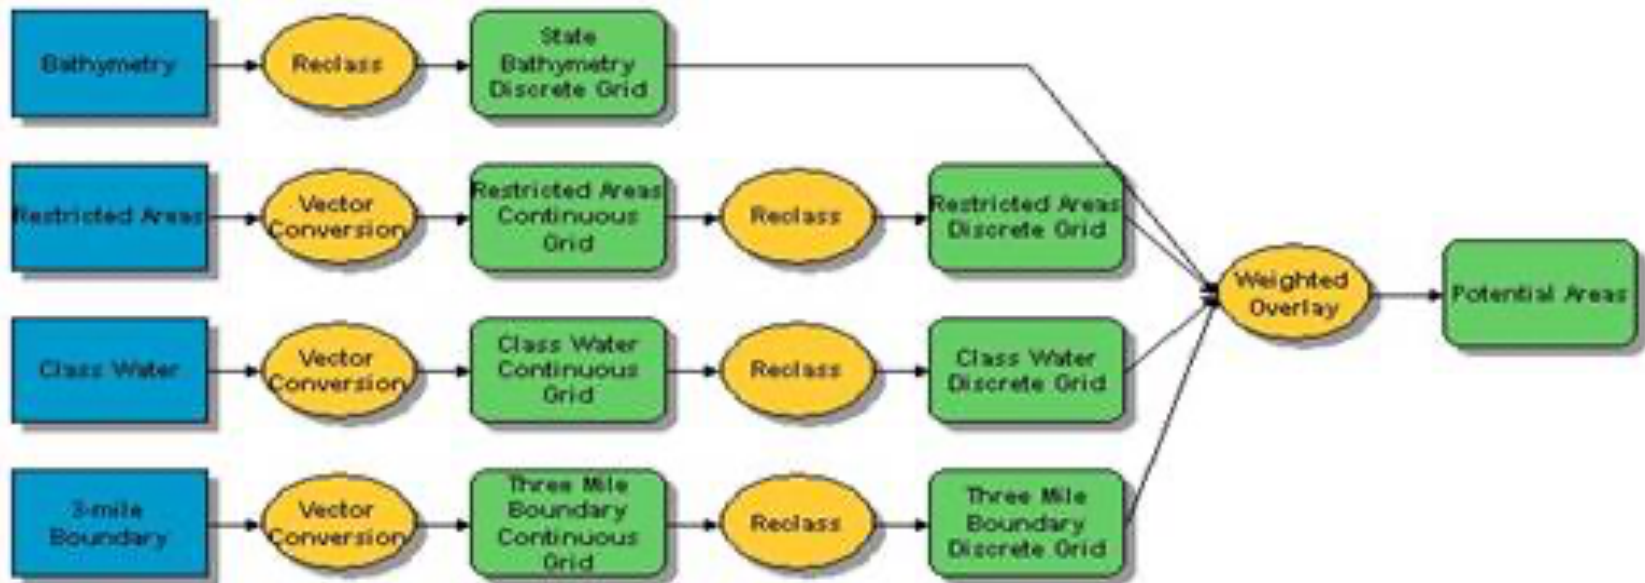 Bathymetry
Reclass
State
Bathymetry
Discrete Grid
Restricted Areas
Vector
Conversion
Restricted Areas
Continuous
Grid
Reclass
Restricted Areas
Discrete Grid
Weighted
Overlay
Potential Areas
Class Water
Vector
Conversion
Class Water
Continuous
Grid
Reclass
Class Water
Discrete Grid
3-mile
Boundary
Vector
Conversion
Three Mile
Boundary
Continuous
Grid
Reclass
Three Mile
Boundary
Discrete Grid